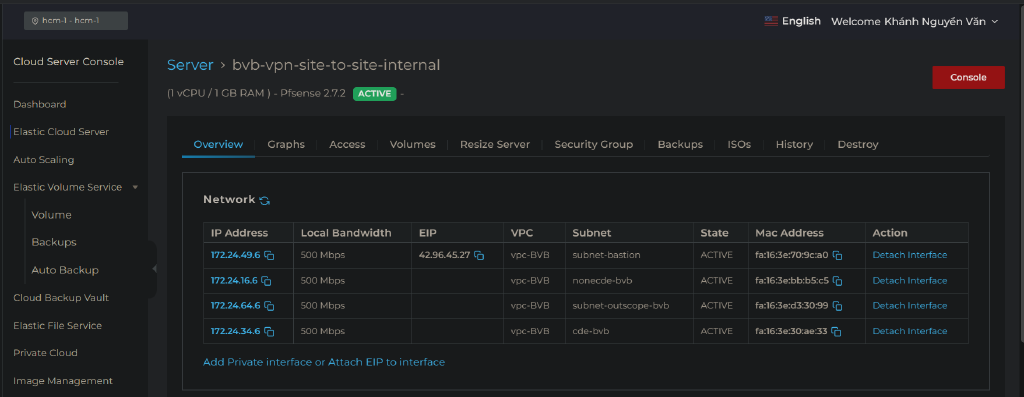 hcm-1 - hcm-1
English Welcome Khánh Nguyễn Văn
Cloud Server Console
Dashboard
Elastic Cloud Server
Auto Scaling
Elastic Volume Service
Volume
Backups
Auto Backup
Cloud Backup Vault
Elastic File Service
Private Cloud
Image Management
Server > bvb-vpn-site-to-site-internal
Console
(1 vCPU / 1 GB RAM ) - Pfsense 2.7.2 ACTIVE -
Overview Graphs Access Volumes Resize Server Security Group Backups ISOs History Destroy
Network
IP Address Local Bandwidth EIP VPC Subnet State Mac Address Action
172.24.49.6 500 Mbps 42.96.45.27 vpc-BVB subnet-bastion ACTIVE fa:16:3e:70:9c:a0 Detach Interface
172.24.16.6 500 Mbps vpc-BVB nonecde-bvb ACTIVE fa:16:3e:bb:b5:c5 Detach Interface
172.24.64.6 500 Mbps vpc-BVB subnet-outscope-bvb ACTIVE fa:16:3e:d3:30:99 Detach Interface
172.24.34.6 500 Mbps vpc-BVB cde-bvb ACTIVE fa:16:3e:30:ae:33 Detach Interface
Add Private interface or Attach EIP to interface